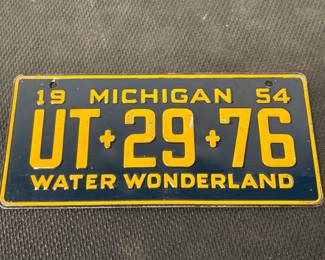 19 MICHIGAN 54
UT+29+76
WATER WONDERLAND